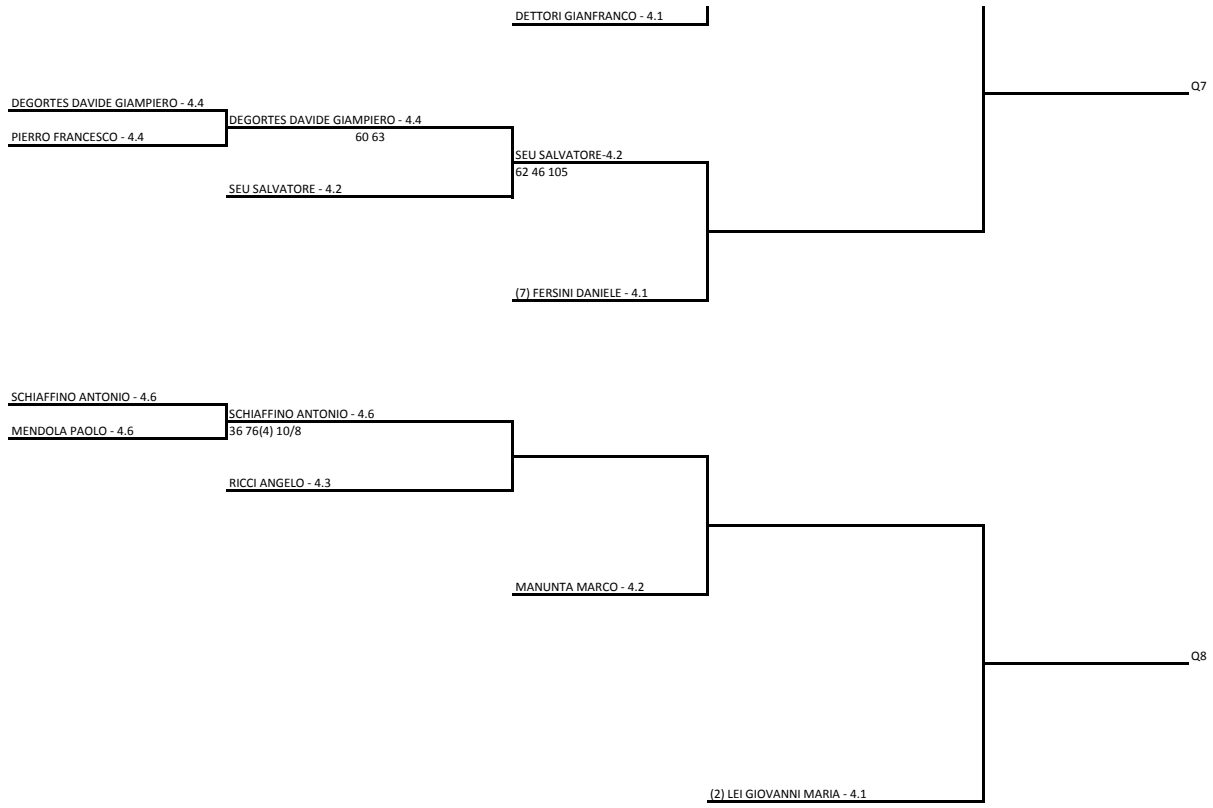 DETTORI GIANFRANCO - 4.1
Q7
DEGORTES DAVIDE GIAMPIERO - 4.4
DEGORTES DAVIDE GIAMPIERO - 4.4
PIERRO FRANCESCO - 4.4
60 63
SEU SALVATORE-4.2
62 46 105
SEU SALVATORE - 4.2
(7) FERSINI DANIELE - 4.1
SCHIAFFINO ANTONIO - 4.6
SCHIAFFINO ANTONIO - 4.6
MENDOLA PAOLO - 4.6
36 76(4) 10/8
RICCI ANGELO - 4.3
MANUNTA MARCO - 4.2
Q8
(2) LEI GIOVANNI MARIA - 4.1